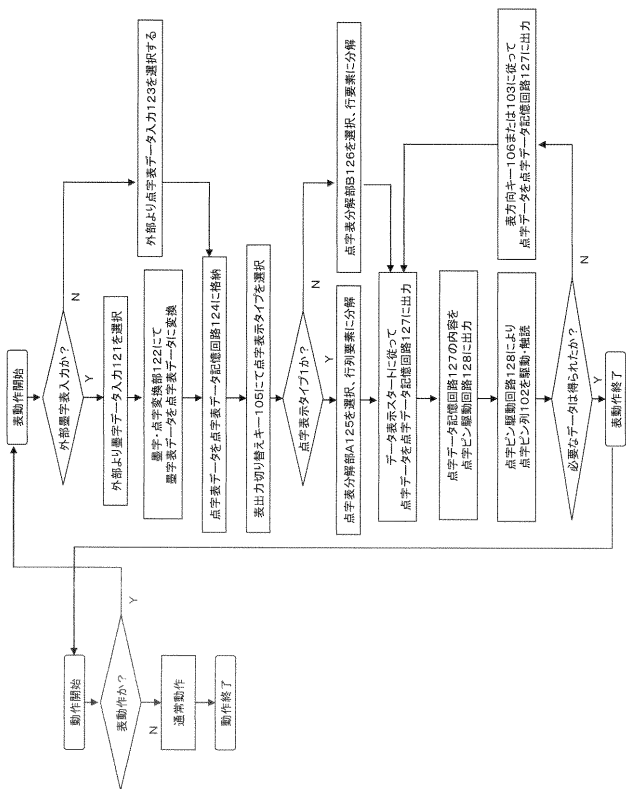 動作開始
表動作か?
Y
N
通常動作
動作終了
表動作開始
外部墨字表入力か?
N
Y
外部より点字表データ入力123を選択する
外部より墨字データ入力121を選択
墨字・点字変換部122にて
墨字表データを点字表データに変換
点字表データを点字表データ記憶回路124に格納
表出力切り替えキー105にて点字表示タイプを選択
点字表示タイプ1か?
N
Y
点字表分解部A125を選択、行列要素に分解
点字表分解部B126を選択、行要素に分解
データ表示スタートに従って
点字データを点字データ記憶回路127に出力
点字データ記憶回路127の内容を
点字ピン駆動回路128に出力
点字ピン駆動回路128により
点字ピン列102を駆動・触読
必要なデータは得られたか?
N
Y
表方向キー106または103に従って
点字データを点字データ記憶回路127に出力
表動作終了